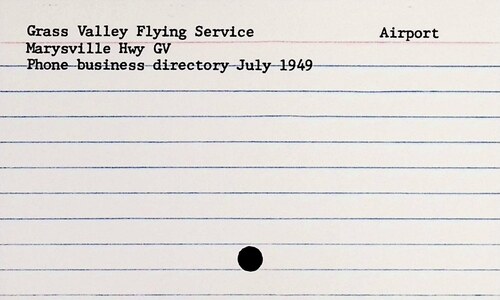 Grass Valley Flying Service Airport
Marysville Hwy GV
Phone business directory July 1949